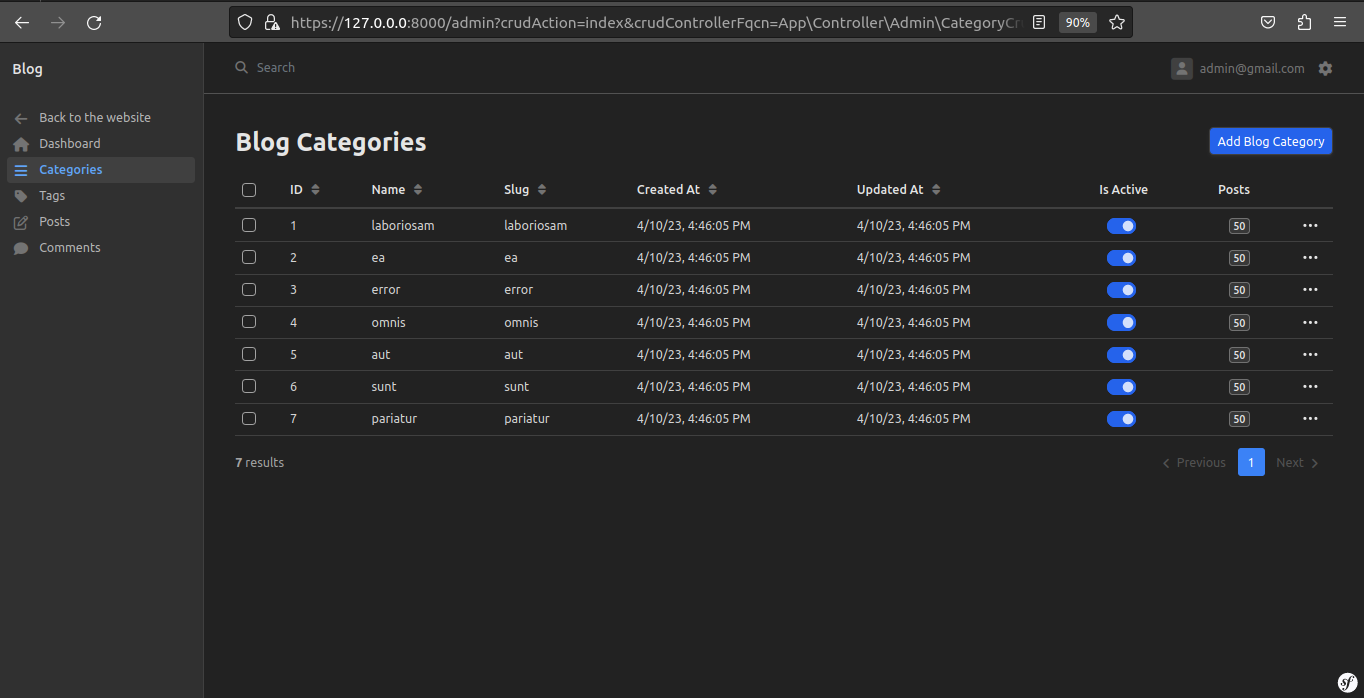 https://127.0.0.0:8000/admin?crudAction=index&crudControllerFqcn=App\Controller\Admin\CategoryCr
90%
Blog
Search
admin@gmail.com
Back to the website
Dashboard
Categories
Tags
Posts
Comments
Blog Categories
Add Blog Category
ID Name Slug Created At Updated At Is Active Posts
1 laboriosam laboriosam 4/10/23, 4:46:05 PM 4/10/23, 4:46:05 PM 50
2 ea ea 4/10/23, 4:46:05 PM 4/10/23, 4:46:05 PM 50
3 error error 4/10/23, 4:46:05 PM 4/10/23, 4:46:05 PM 50
4 omnis omnis 4/10/23, 4:46:05 PM 4/10/23, 4:46:05 PM 50
5 aut aut 4/10/23, 4:46:05 PM 4/10/23, 4:46:05 PM 50
6 sunt sunt 4/10/23, 4:46:05 PM 4/10/23, 4:46:05 PM 50
7 pariatur pariatur 4/10/23, 4:46:05 PM 4/10/23, 4:46:05 PM 50
7 results
Previous 1 Next
sf